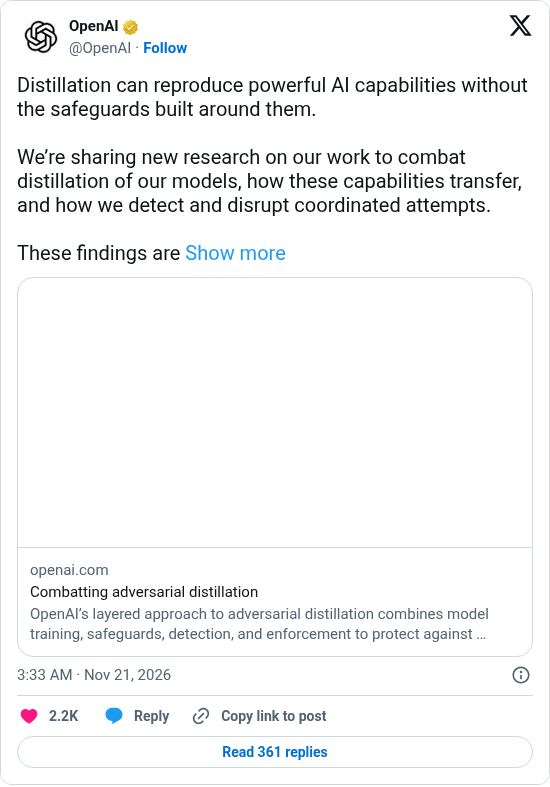 OpenAI
@OpenAI · Follow
Distillation can reproduce powerful AI capabilities without
the safeguards built around them.
We’re sharing new research on our work to combat
distillation of our models, how these capabilities transfer,
and how we detect and disrupt coordinated attempts.
These findings are Show more
openai.com
Combatting adversarial distillation
OpenAI’s layered approach to adversarial distillation combines model
training, safeguards, detection, and enforcement to protect against ...
3:33 AM · Nov 21, 2026
2.2K Reply Copy link to post
Read 361 replies